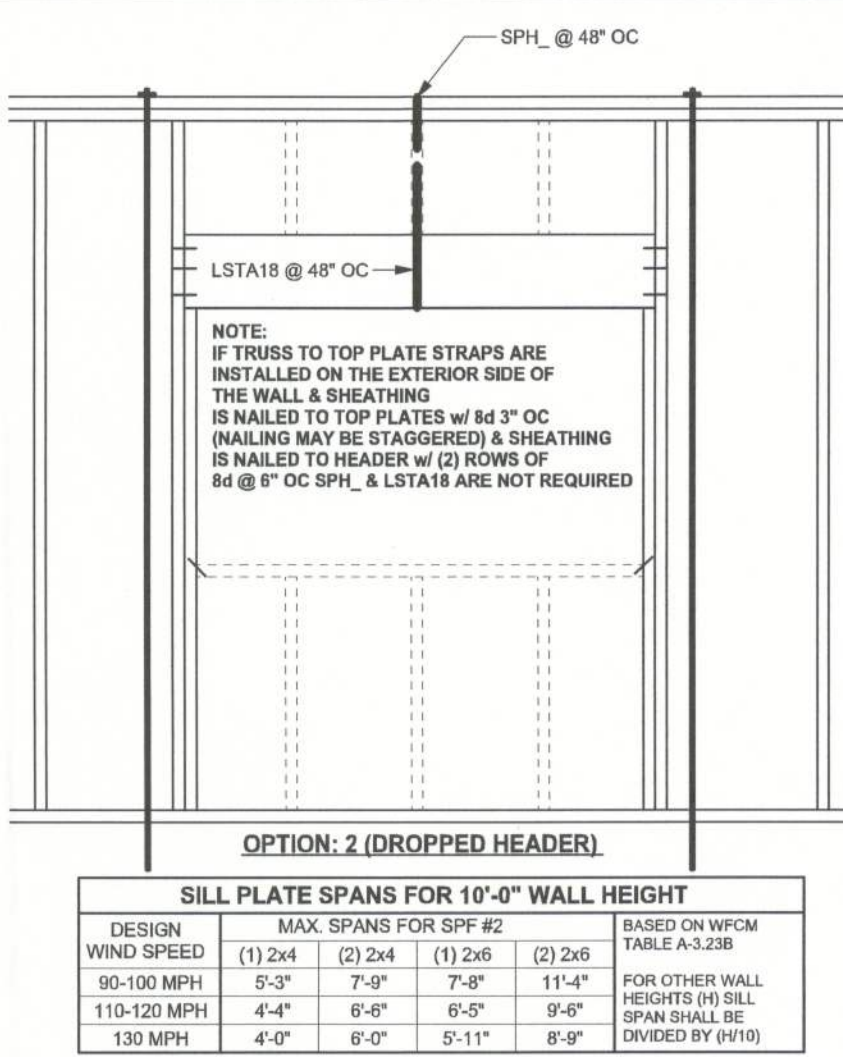 SPH_ @ 48" OC
LSTA18 @ 48" OC
NOTE:
IF TRUSS TO TOP PLATE STRAPS ARE
INSTALLED ON THE EXTERIOR SIDE OF
THE WALL & SHEATHING
IS NAILED TO TOP PLATES w/ 8d 3" OC
(NAILING MAY BE STAGGERED) & SHEATHING
IS NAILED TO HEADER w/ (2) ROWS OF
8d @ 6" OC SPH_ & LSTA18 ARE NOT REQUIRED
OPTION: 2 (DROPPED HEADER)
SILL PLATE SPANS FOR 10'-0" WALL HEIGHT
DESIGN
WIND SPEED
MAX. SPANS FOR SPF #2
(1) 2x4 (2) 2x4 (1) 2x6 (2) 2x6
90-100 MPH 5'-3" 7'-9" 7'-8" 11'-4"
110-120 MPH 4'-4" 6'-6" 6'-5" 9'-6"
130 MPH 4'-0" 6'-0" 5'-11" 8'-9"
BASED ON WFCM
TABLE A-3.23B
FOR OTHER WALL
HEIGHTS (H) SILL
SPAN SHALL BE
DIVIDED BY (H/10)